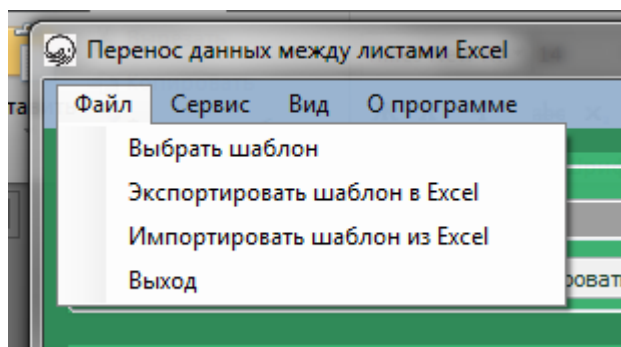 Перенос данных между листами Excel
Файл Сервис Вид О программе
Выбрать шаблон
Экспортировать шаблон в Excel
Импортировать шаблон из Excel
Выход